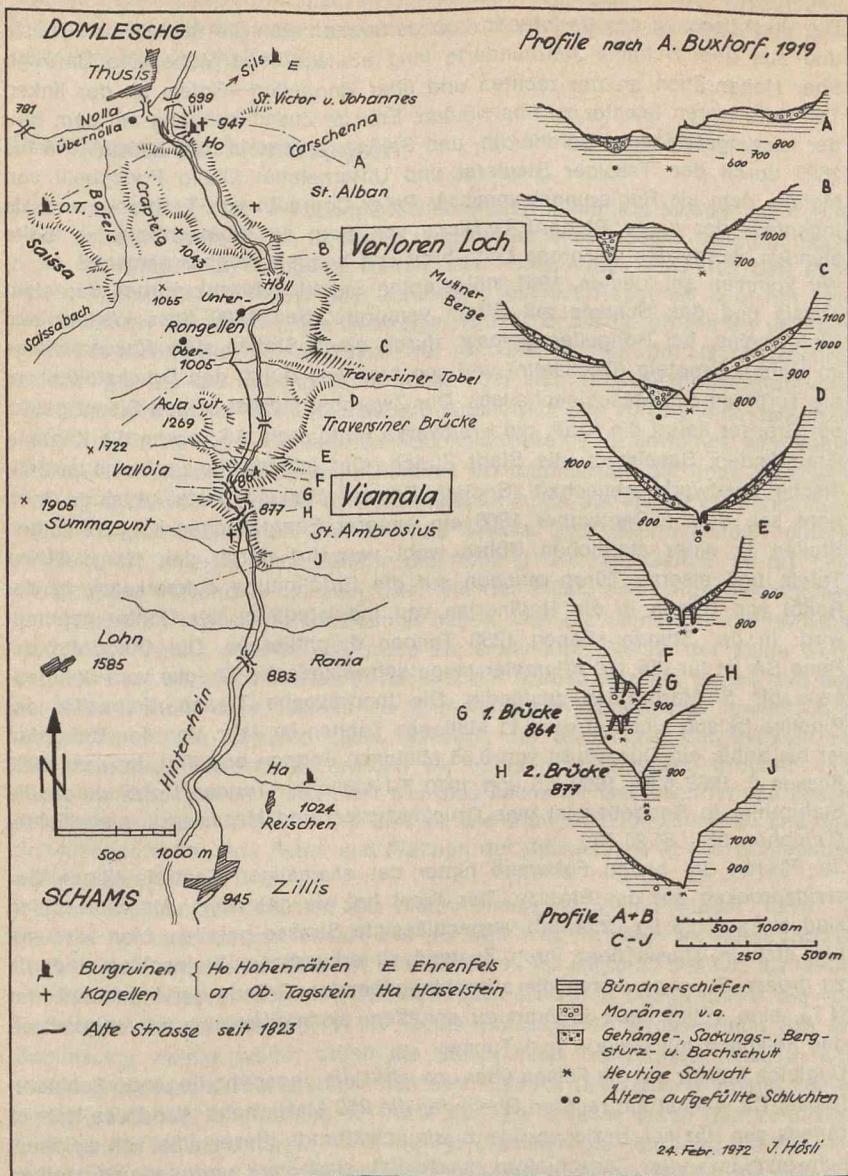 DOMLESCHG
Thusis
Sils E
699
St. Victor u. Johannes
781
Nolla
Übernolla
947
Ho
Carschenna
A
St. Alban
Bofels
Crapteig
O.T.
1043
Saissa
Verloren Loch
B
Höll
Muttner Berge
1065
Unter-
Saissabach
Rongellen
C
Ober-
1005
Traversiner Tobel
D
Ada Sut
1269
Traversiner Brücke
1722
E
Valloia
864
F
G
Viamala
1905
877
H
Summapunt
St. Ambrosius
J
Lohn
1585
Rania
883
Hinterrhein
Ha
1024
Reischen
N
500 1000 m
SCHAMS
945
Zillis
Profile nach A. Buxtorf, 1919
A
800
700
600
B
1000
700
C
1100
1000
900
800
D
1000
800
E
900
800
F
G
900
H
G 1. Brücke
864
H 2. Brücke
877
900
J
1000
900
Profile A+B
500 1000 m
C-J
250 500 m
Burgruinen
Ho Hohenrätien E Ehrenfels
Kapellen
OT Ob. Tagstein Ha Haselstein
Alte Strasse seit 1823
Bündnerschiefer
Moränen u.a.
Gehänge-, Sackungs-, Berg-
sturz- u. Bachschutt
Heutige Schlucht
Ältere aufgefüllte Schluchten
24. Febr. 1972 J. Hösli